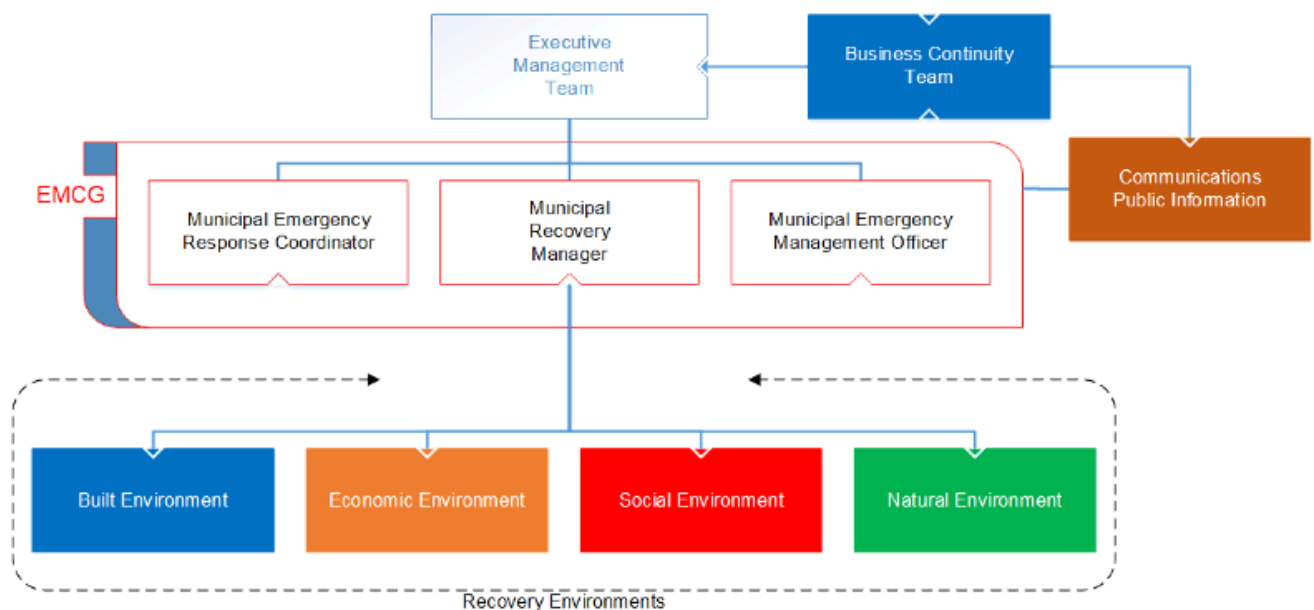 Executive
Management
Team
Business Continuity
Team
Communications
Public Information
EMCG
Municipal Emergency
Response Coordinator
Municipal
Recovery
Manager
Municipal Emergency
Management Officer
Built Environment
Economic Environment
Social Environment
Natural Environment
Recovery Environments